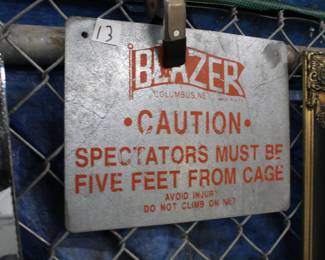 13
BLAZER
COLUMBUS, NE
• CAUTION •
SPECTATORS MUST BE
FIVE FEET FROM CAGE
AVOID INJURY
DO NOT CLIMB ON NET